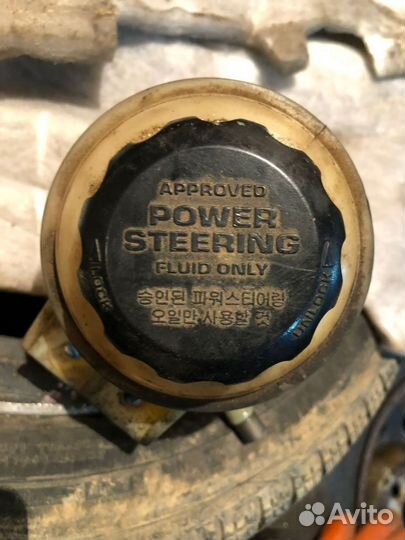 APPROVED
POWER
STEERING
FLUID ONLY
승인된 파워스티어링
오일만 사용할 것
LOCK
UNLOCK
Avito